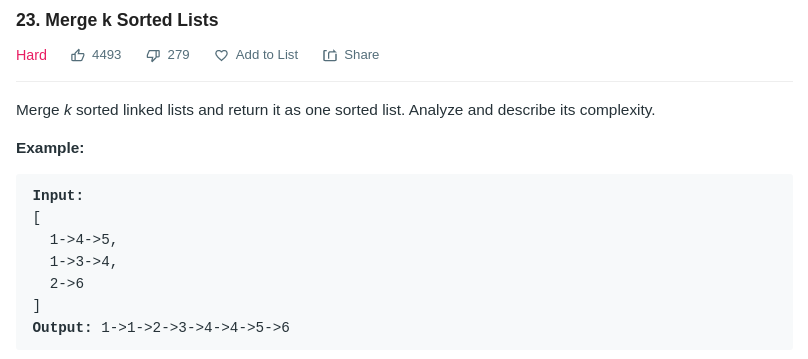 23. Merge k Sorted Lists
Hard 4493 279 Add to List Share
Merge k sorted linked lists and return it as one sorted list. Analyze and describe its complexity.
Example:
Input:
[
  1->4->5,
  1->3->4,
  2->6
]
Output: 1->1->2->3->4->4->5->6